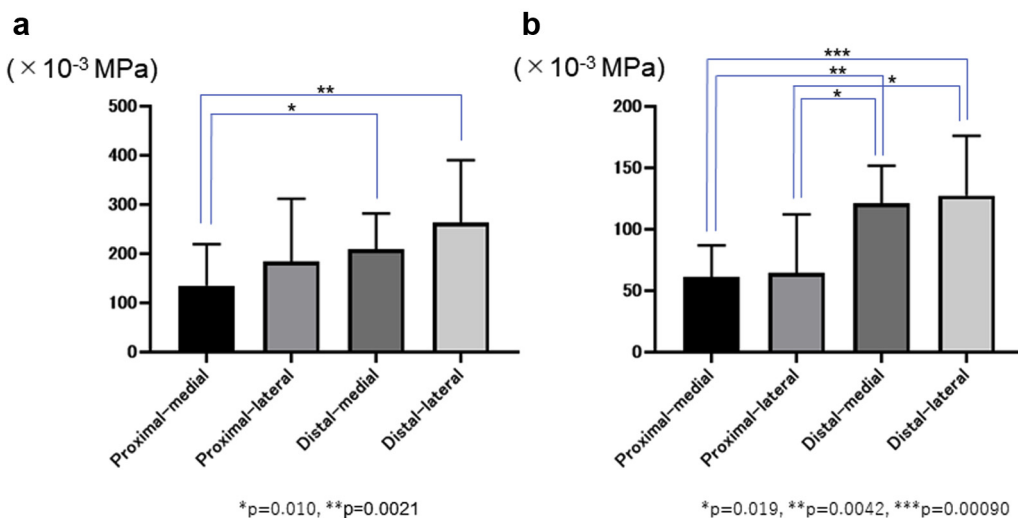 a
(×10-3 MPa)
**
*
500
400
300
200
100
0
Proximal-medial
Proximal-lateral
Distal-medial
Distal-lateral
*p=0.010, **p=0.0021
b
(×10-3 MPa)
***
**
*
*
200
150
100
50
0
Proximal-medial
Proximal-lateral
Distal-medial
Distal-lateral
*p=0.019, **p=0.0042, ***p=0.00090